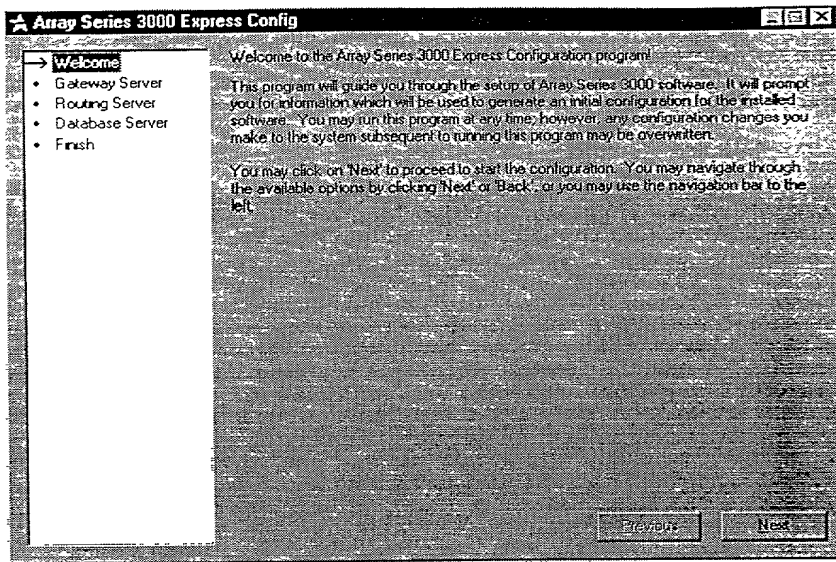 Array Series 3000 Express Config
Welcome
Gateway Server
Routing Server
Database Server
Finish
Welcome to the Array Series 3000 Express Configuration program!
This program will guide you through the setup of Array Series 3000 software. It will prompt
you for information which will be used to generate an initial configuration for the installed
software. You may run this program at any time; however, any configuration changes you
make to the system subsequent to running this program may be overwritten.
You may click on 'Next' to proceed to start the configuration. You may navigate through
the available options by clicking 'Next' or 'Back', or you may use the navigation bar to the
left.
Previous
Next